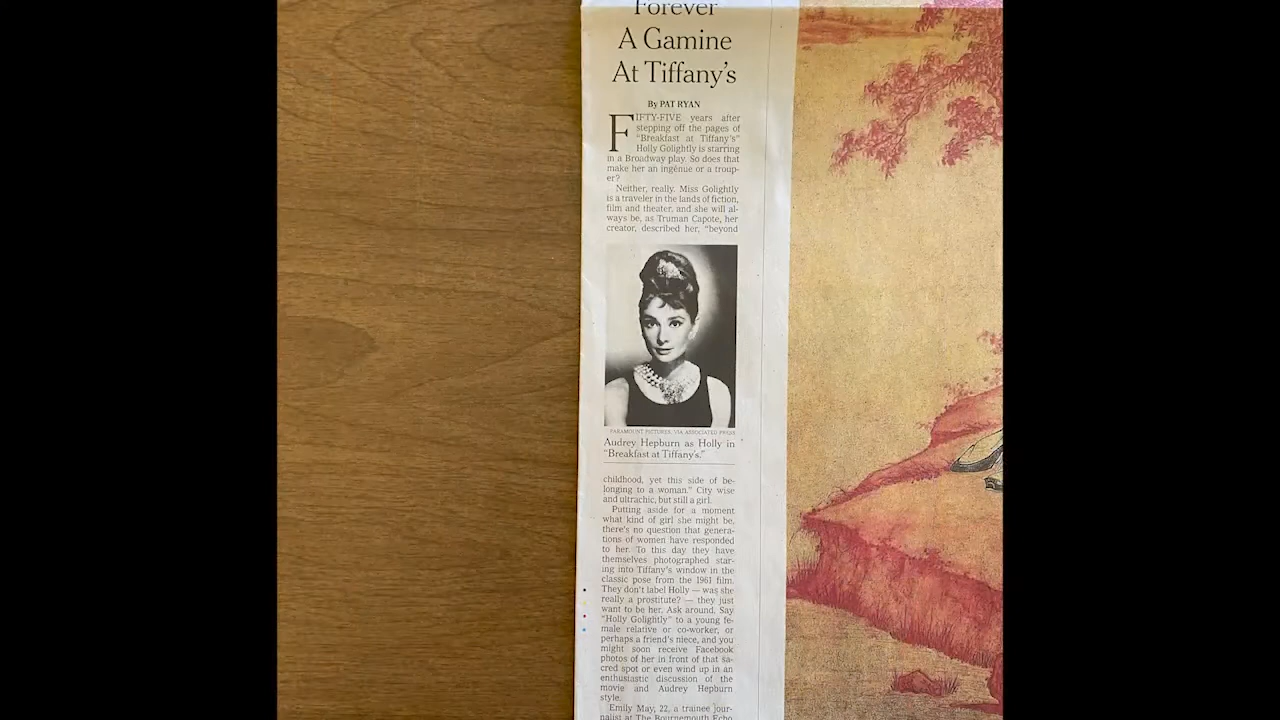 Forever
A Gamine
At Tiffany's
By PAT RYAN
FIFTY-FIVE years after
stepping off the pages of
"Breakfast at Tiffany's"
Holly Golightly is starring
in a Broadway play. So does that
make her an ingénue or a troup-
er?
Neither, really. Miss Golightly
is a traveler in the lands of fiction,
film and theater, and she will al-
ways be, as Truman Capote, her
creator, described her, "beyond
PARAMOUNT PICTURES, VIA ASSOCIATED PRESS
Audrey Hepburn as Holly in
"Breakfast at Tiffany's."
childhood, yet this side of be-
longing to a woman." City wise
and ultrachic, but still a girl.
Putting aside for a moment
what kind of girl she might be,
there's no question that genera-
tions of women have responded
to her. To this day they have
themselves photographed star-
ing into Tiffany's window in the
classic pose from the 1961 film.
They don't label Holly — was she
really a prostitute? — they just
want to be her. Ask around. Say
"Holly Golightly" to a young fe-
male relative or co-worker, or
perhaps a friend's niece, and you
might soon receive Facebook
photos of her in front of that sa-
cred spot or even wind up in an
enthusiastic discussion of the
movie and Audrey Hepburn
style.
Emily May, 22, a trainee jour-
nalist at The Bournemouth Echo